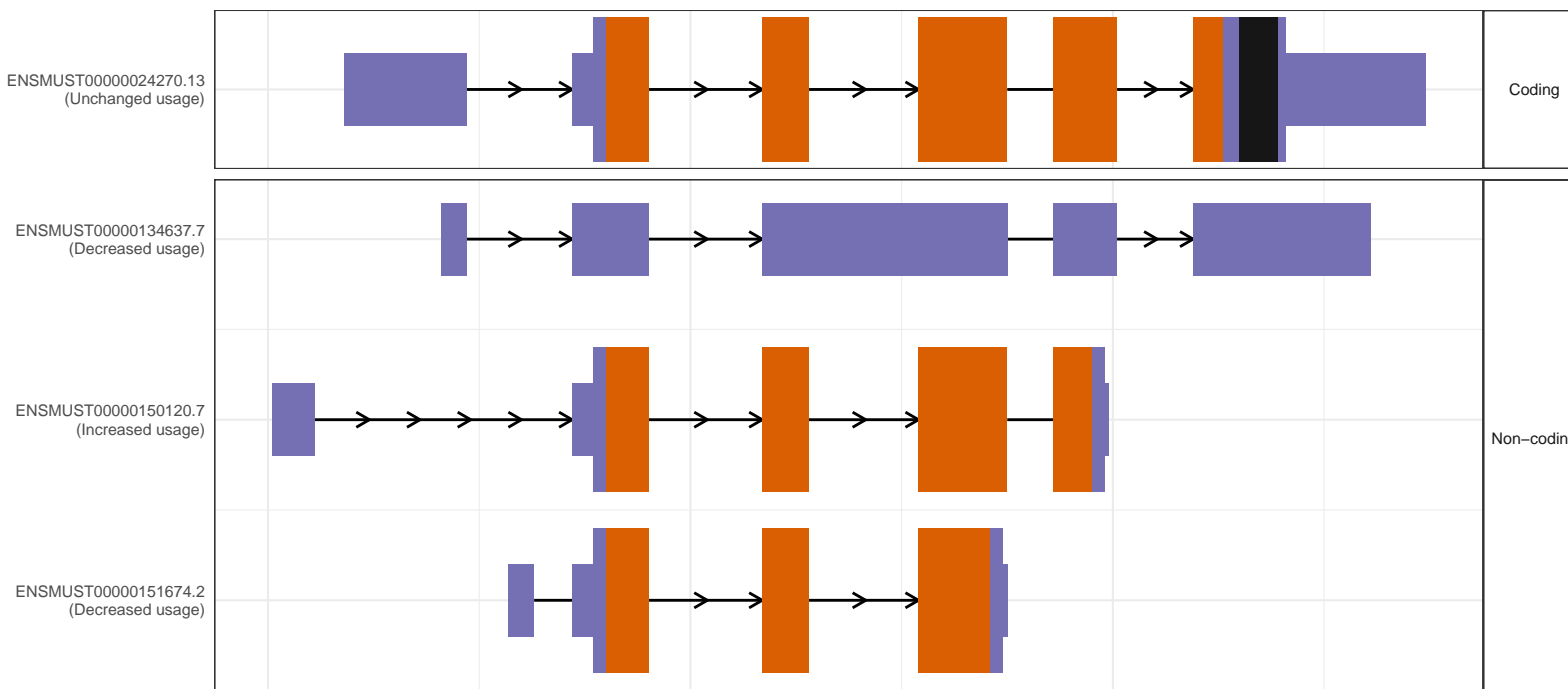 ENSMUST00000024270.13
(Unchanged usage)
Coding
ENSMUST00000134637.7
(Decreased usage)
ENSMUST00000150120.7
(Increased usage)
Non−codin
ENSMUST00000151674.2
(Decreased usage)